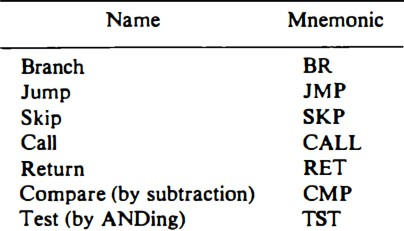 Name Mnemonic
Branch BR
Jump JMP
Skip SKP
Call CALL
Return RET
Compare (by subtraction) CMP
Test (by ANDing) TST